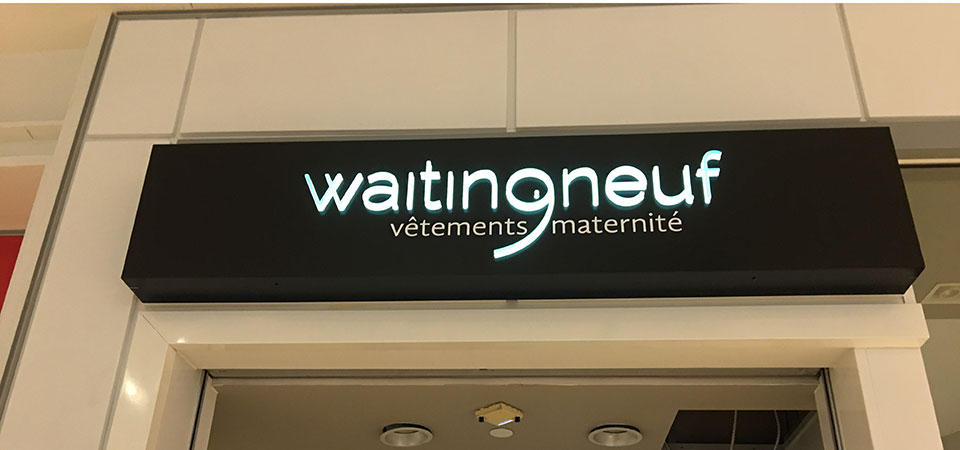 waitingneuf
vêtements maternité